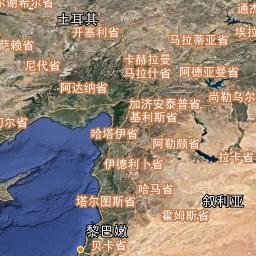 土耳其
开塞利省
马拉蒂亚省
萨赖省
尼代省
卡赫拉曼
马拉什省
阿德亚曼省
阿达纳省
加济安泰普省
基利斯省
尚勒乌尔
哈塔伊省
阿勒颇省
拉卡省
伊德利卜省
哈马省
塔尔图斯省
叙利亚
霍姆斯省
黎巴嫩
贝卡省